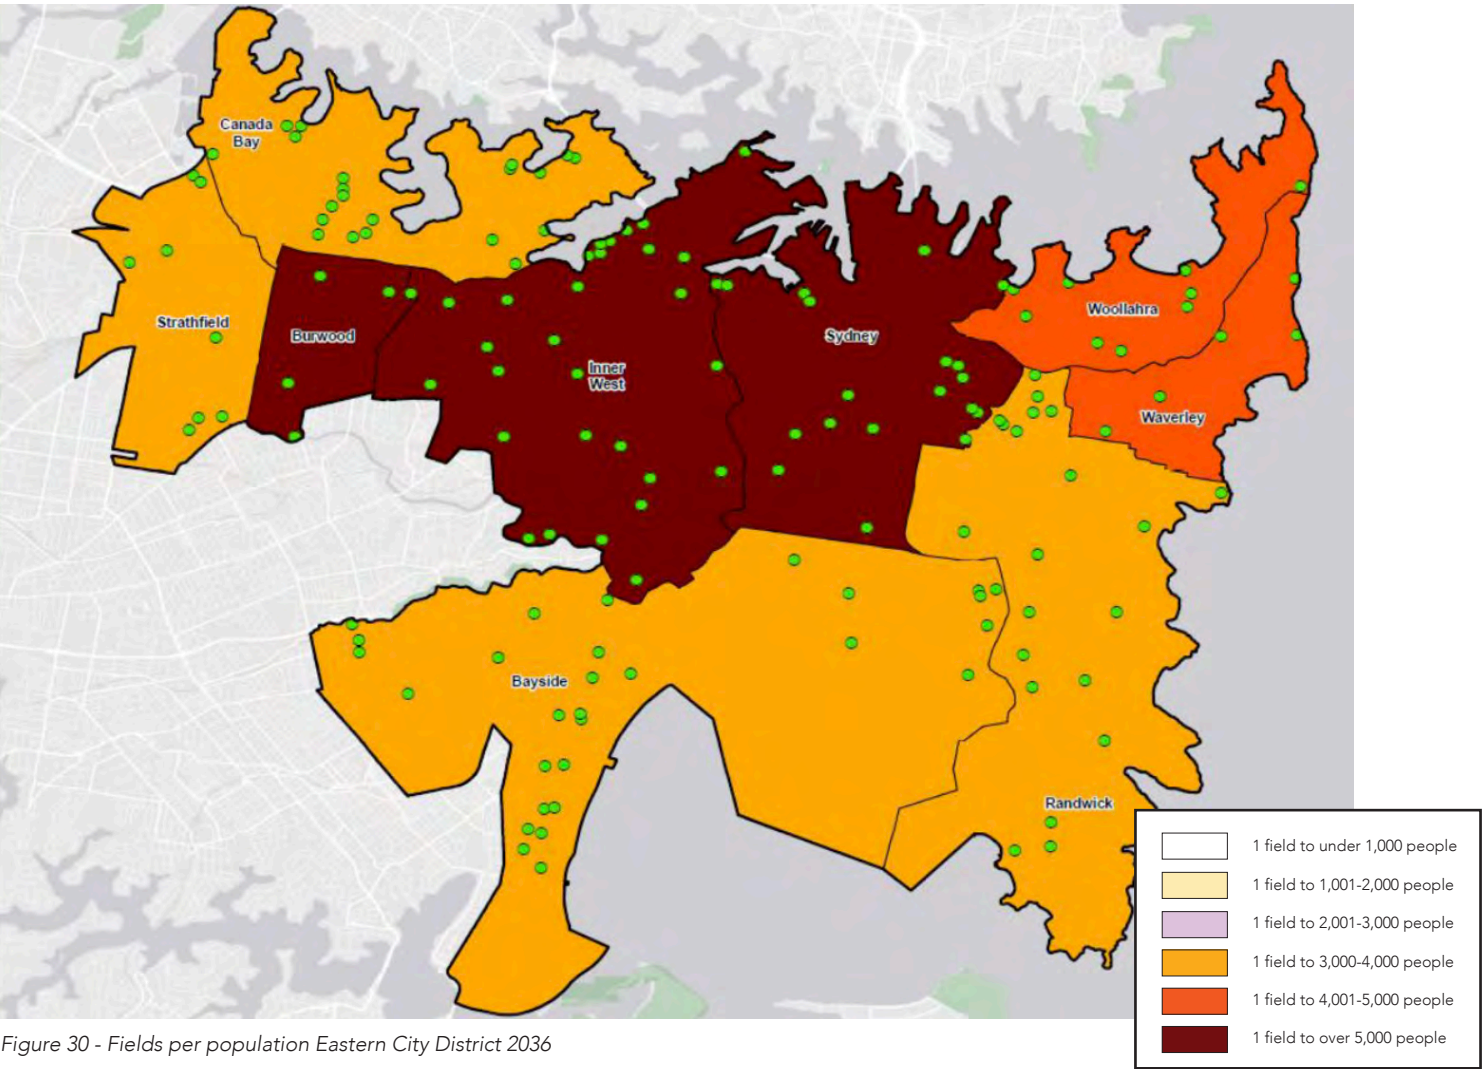 Canada
Bay
Strathfield
Burwood
Inner
West
Sydney
Woollahra
Waverley
Bayside
Randwick
1 field to under 1,000 people
1 field to 1,001-2,000 people
1 field to 2,001-3,000 people
1 field to 3,000-4,000 people
1 field to 4,001-5,000 people
1 field to over 5,000 people
Figure 30 - Fields per population Eastern City District 2036